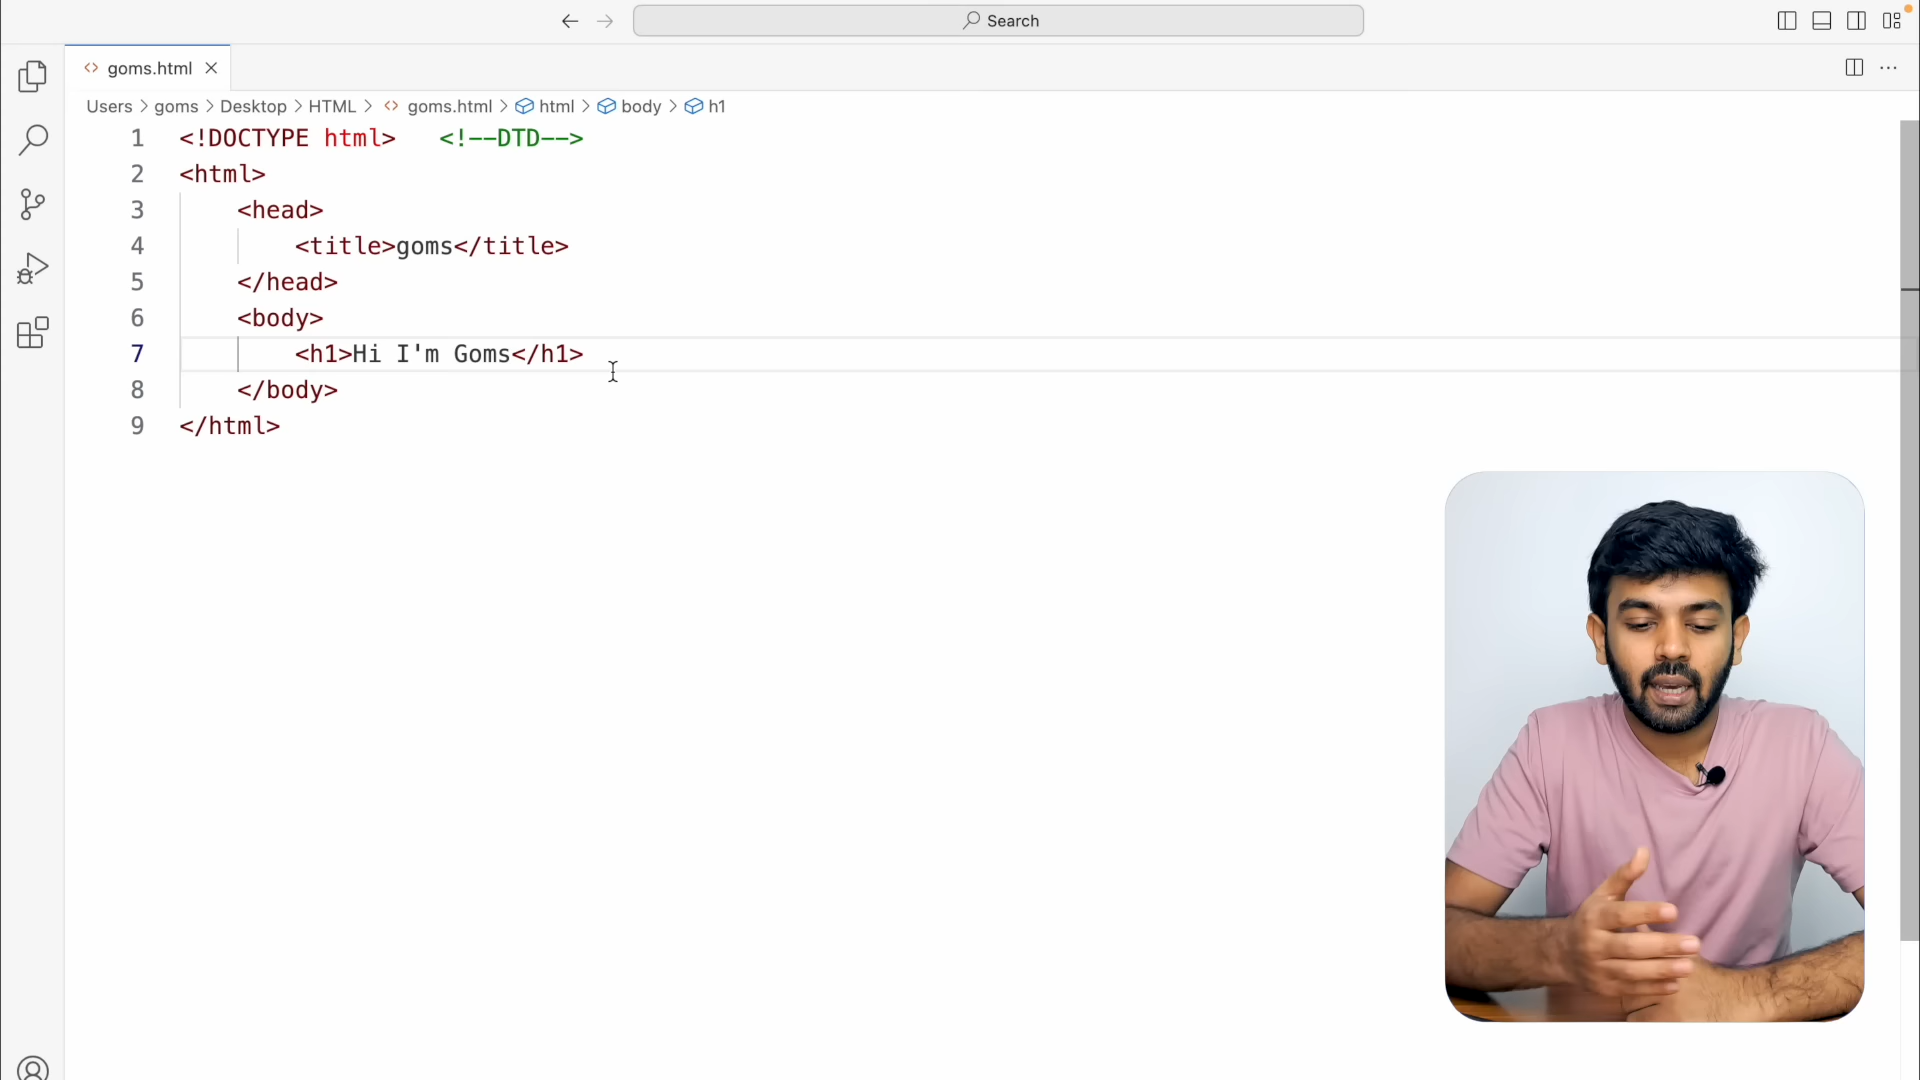 Search
goms.html
Users > goms > Desktop > HTML > goms.html > html > body > h1
1 <!DOCTYPE html>   <!--DTD-->
2 <html>
3     <head>
4         <title>goms</title>
5     </head>
6     <body>
7         <h1>Hi I'm Goms</h1>
8     </body>
9 </html>